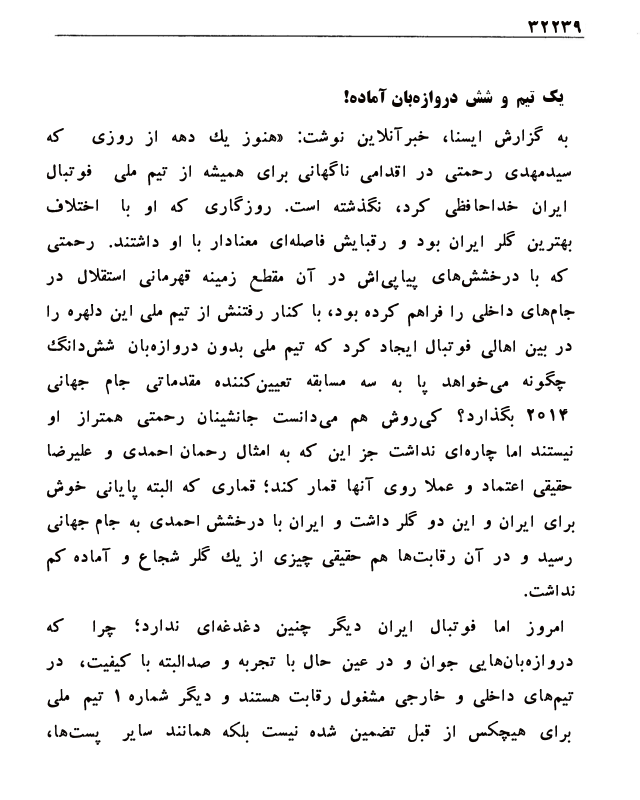 ۳۲۲۳۹
یک تیم و شش دروازه‌بان آماده!
به گزارش ایسنا، خبرآنلاین نوشت: «هنوز یك دهه از روزی که
سیدمهدی رحمتی در اقدامی ناگهانی برای همیشه از تیم ملی فوتبال
ایران خداحافظی کرد، نگذشته است. روزگاری که او با اختلاف
بهترین گلر ایران بود و رقبایش فاصله‌ای معنادار با او داشتند. رحمتی
که با درخشش‌های پیاپی‌اش در آن مقطع زمینه قهرمانی استقلال در
جام‌های داخلی را فراهم کرده بود، با کنار رفتنش از تیم ملی این دلهره را
در بین اهالی فوتبال ایجاد کرد که تیم ملی بدون دروازه‌بان شش‌دانگ
چگونه می‌خواهد پا به سه مسابقه تعیین‌کننده مقدماتی جام جهانی
۲۰۱۴ بگذارد؟ کی‌روش هم می‌دانست جانشینان رحمتی همتراز او
نیستند اما چاره‌ای نداشت جز این که به امثال رحمان احمدی و علیرضا
حقیقی اعتماد و عملا روی آنها قمار کند؛ قماری که البته پایانی خوش
برای ایران و این دو گلر داشت و ایران با درخشش احمدی به جام جهانی
رسید و در آن رقابت‌ها هم حقیقی چیزی از یك گلر شجاع و آماده کم
نداشت.
امروز اما فوتبال ایران دیگر چنین دغدغه‌ای ندارد؛ چرا که
دروازه‌بان‌هایی جوان و در عین حال با تجربه و صدالبته با کیفیت، در
تیم‌های داخلی و خارجی مشغول رقابت هستند و دیگر شماره ۱ تیم ملی
برای هیچکس از قبل تضمین شده نیست بلکه همانند سایر پست‌ها،